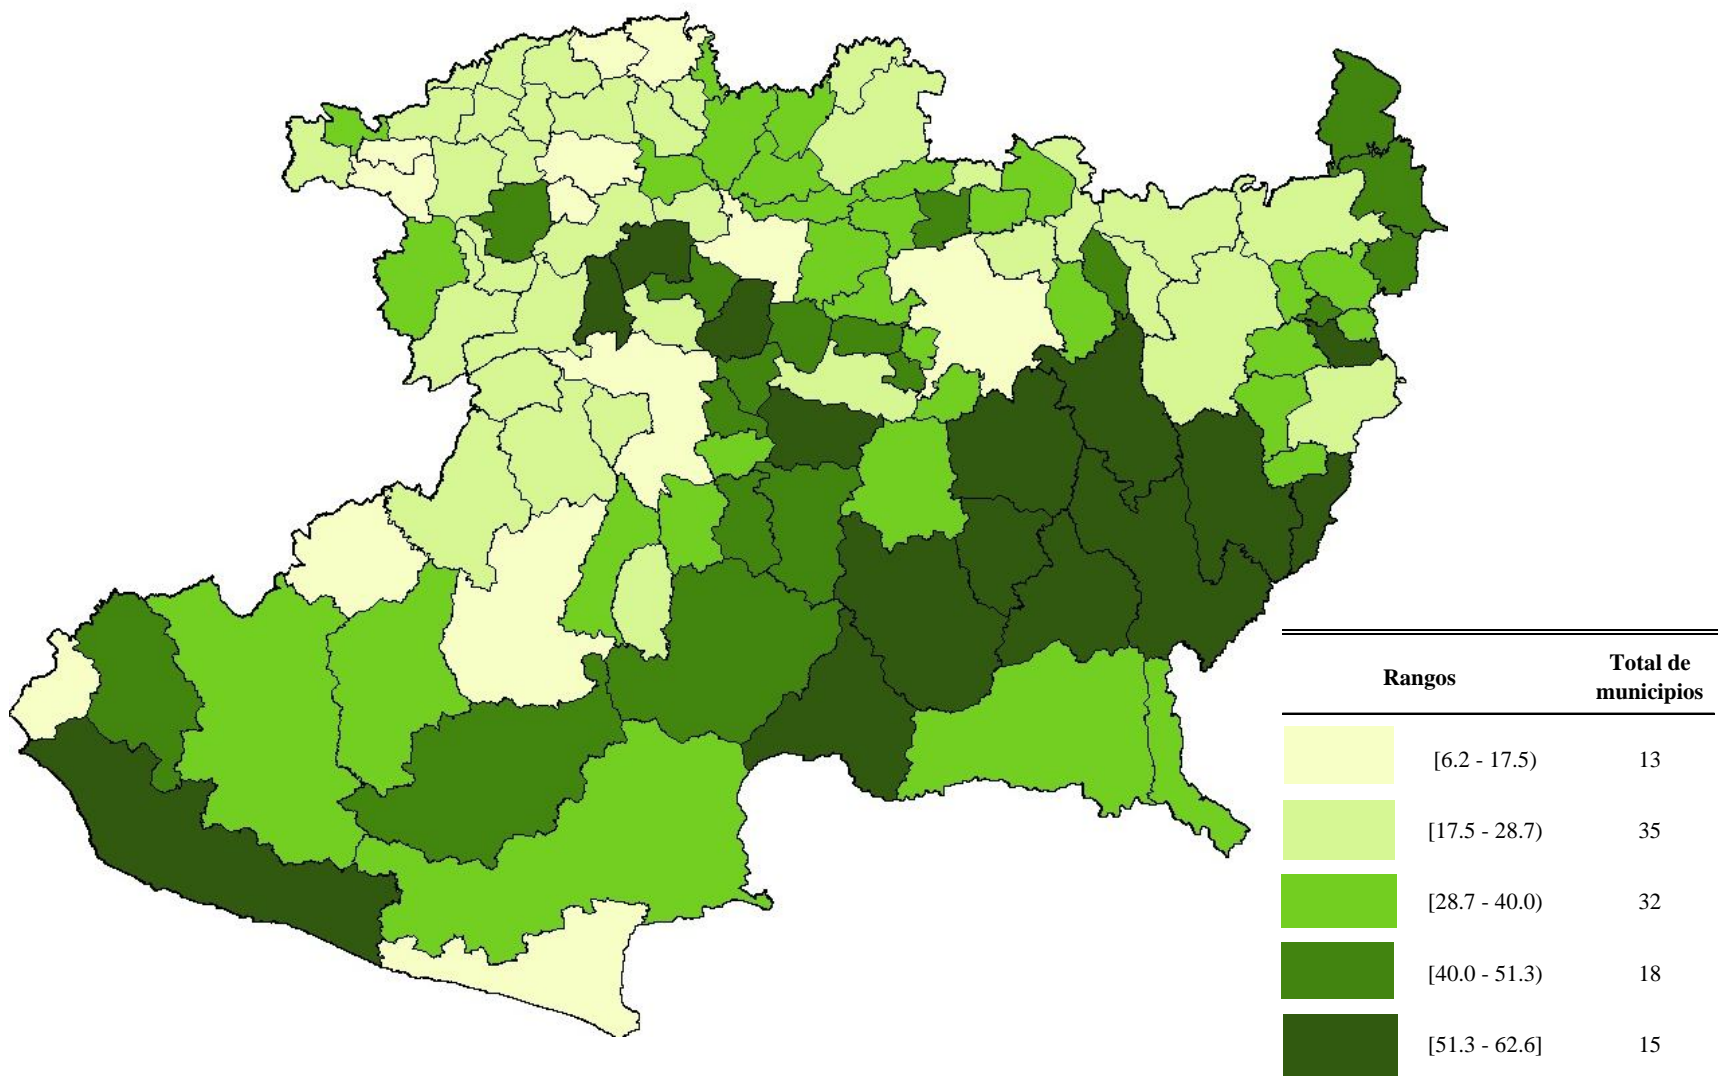 Rangos Total de municipios
[6.2 - 17.5) 13
[17.5 - 28.7) 35
[28.7 - 40.0) 32
[40.0 - 51.3) 18
[51.3 - 62.6] 15